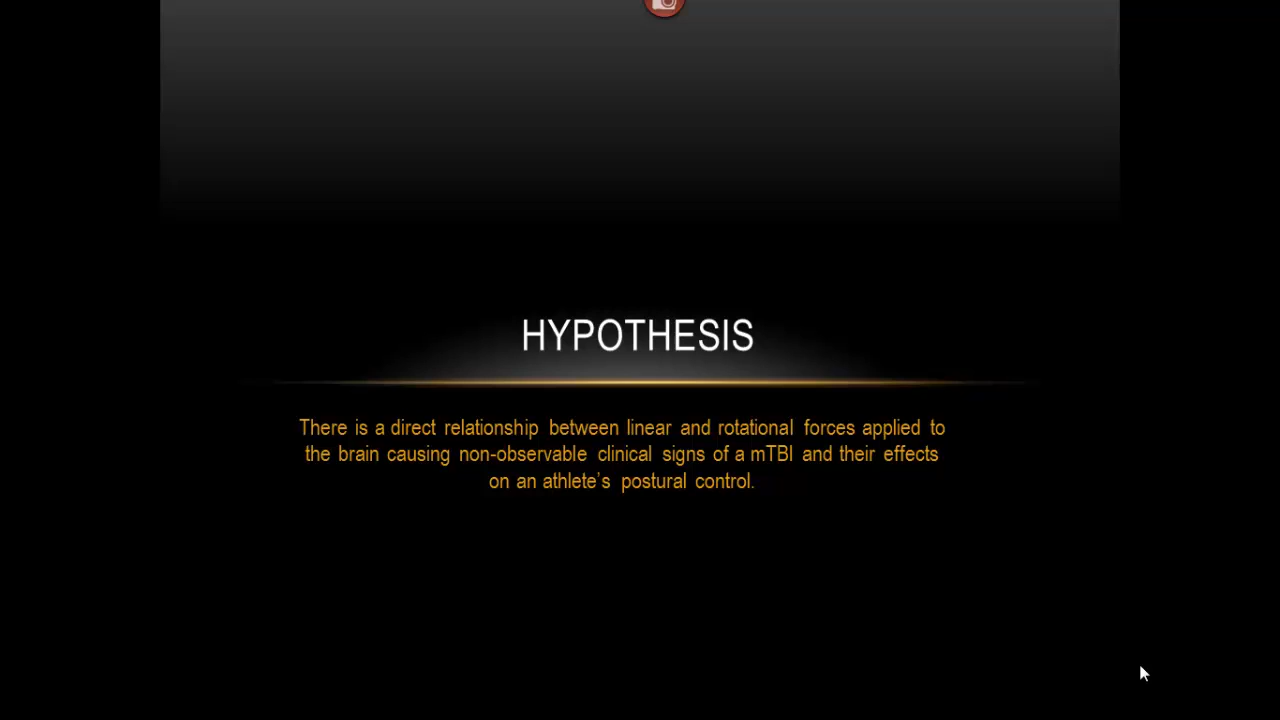 HYPOTHESIS
There is a direct relationship between linear and rotational forces applied to
the brain causing non-observable clinical signs of a mTBI and their effects
on an athlete’s postural control.